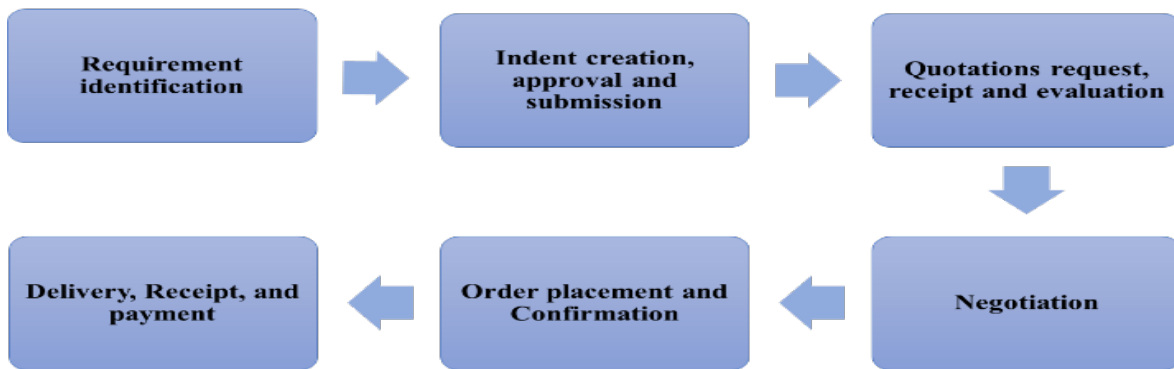 Requirement
identification
Indent creation,
approval and
submission
Quotations request,
receipt and evaluation
Negotiation
Order placement and
Confirmation
Delivery, Receipt, and
payment